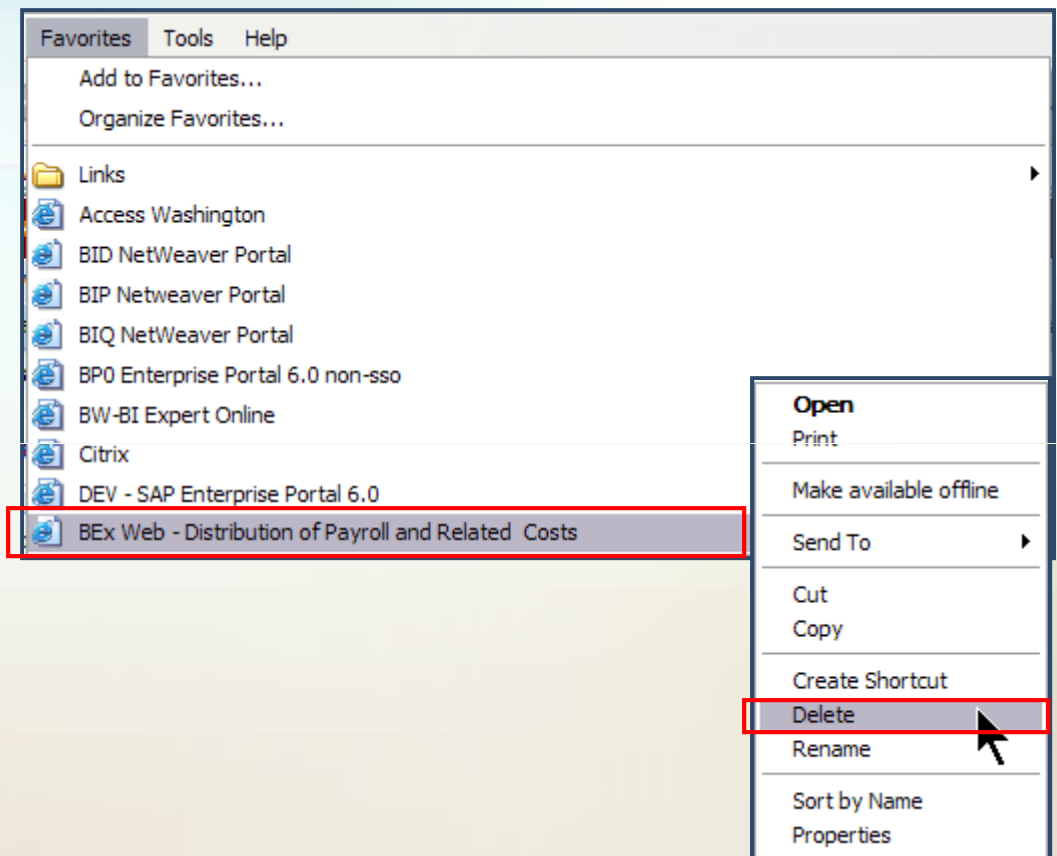 Favorites Tools Help
Add to Favorites...
Organize Favorites...
Links
Access Washington
BID NetWeaver Portal
BIP Netweaver Portal
BIQ NetWeaver Portal
BP0 Enterprise Portal 6.0 non-sso
BW-BI Expert Online
Citrix
DEV - SAP Enterprise Portal 6.0
BEx Web - Distribution of Payroll and Related Costs
Open
Print
Make available offline
Send To
Cut
Copy
Create Shortcut
Delete
Rename
Sort by Name
Properties